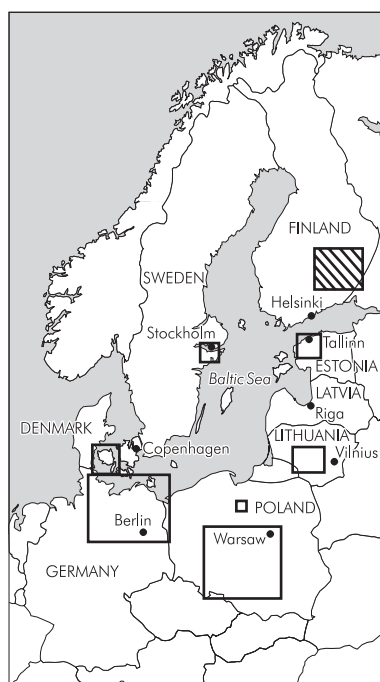 FINLAND
SWEDEN
Helsinki
Stockholm
Tallinn
ESTONIA
Baltic Sea
LATVIA
Riga
DENMARK
LITHUANIA
Copenhagen
Vilnius
POLAND
Berlin
Warsaw
GERMANY